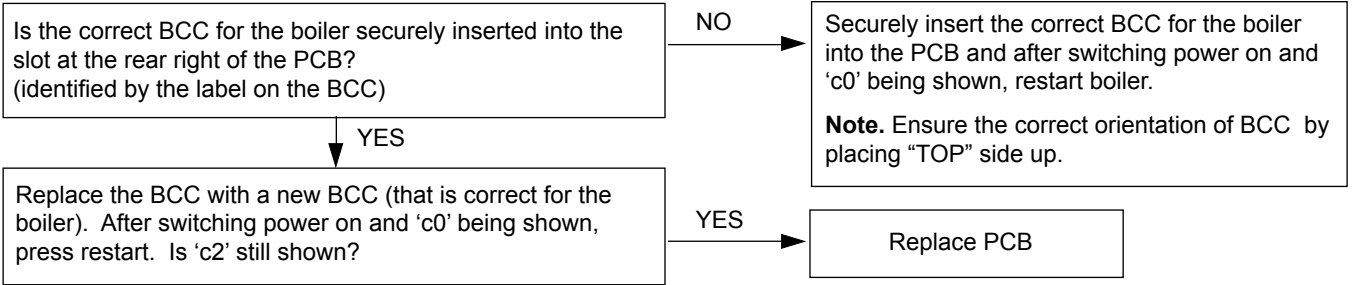 Is the correct BCC for the boiler securely inserted into the
slot at the rear right of the PCB?
(identified by the label on the BCC)
NO
Securely insert the correct BCC for the boiler
into the PCB and after switching power on and
‘c0’ being shown, restart boiler.
Note. Ensure the correct orientation of BCC by
placing “TOP” side up.
YES
Replace the BCC with a new BCC (that is correct for the
boiler). After switching power on and ‘c0’ being shown,
press restart. Is ‘c2’ still shown?
YES
Replace PCB